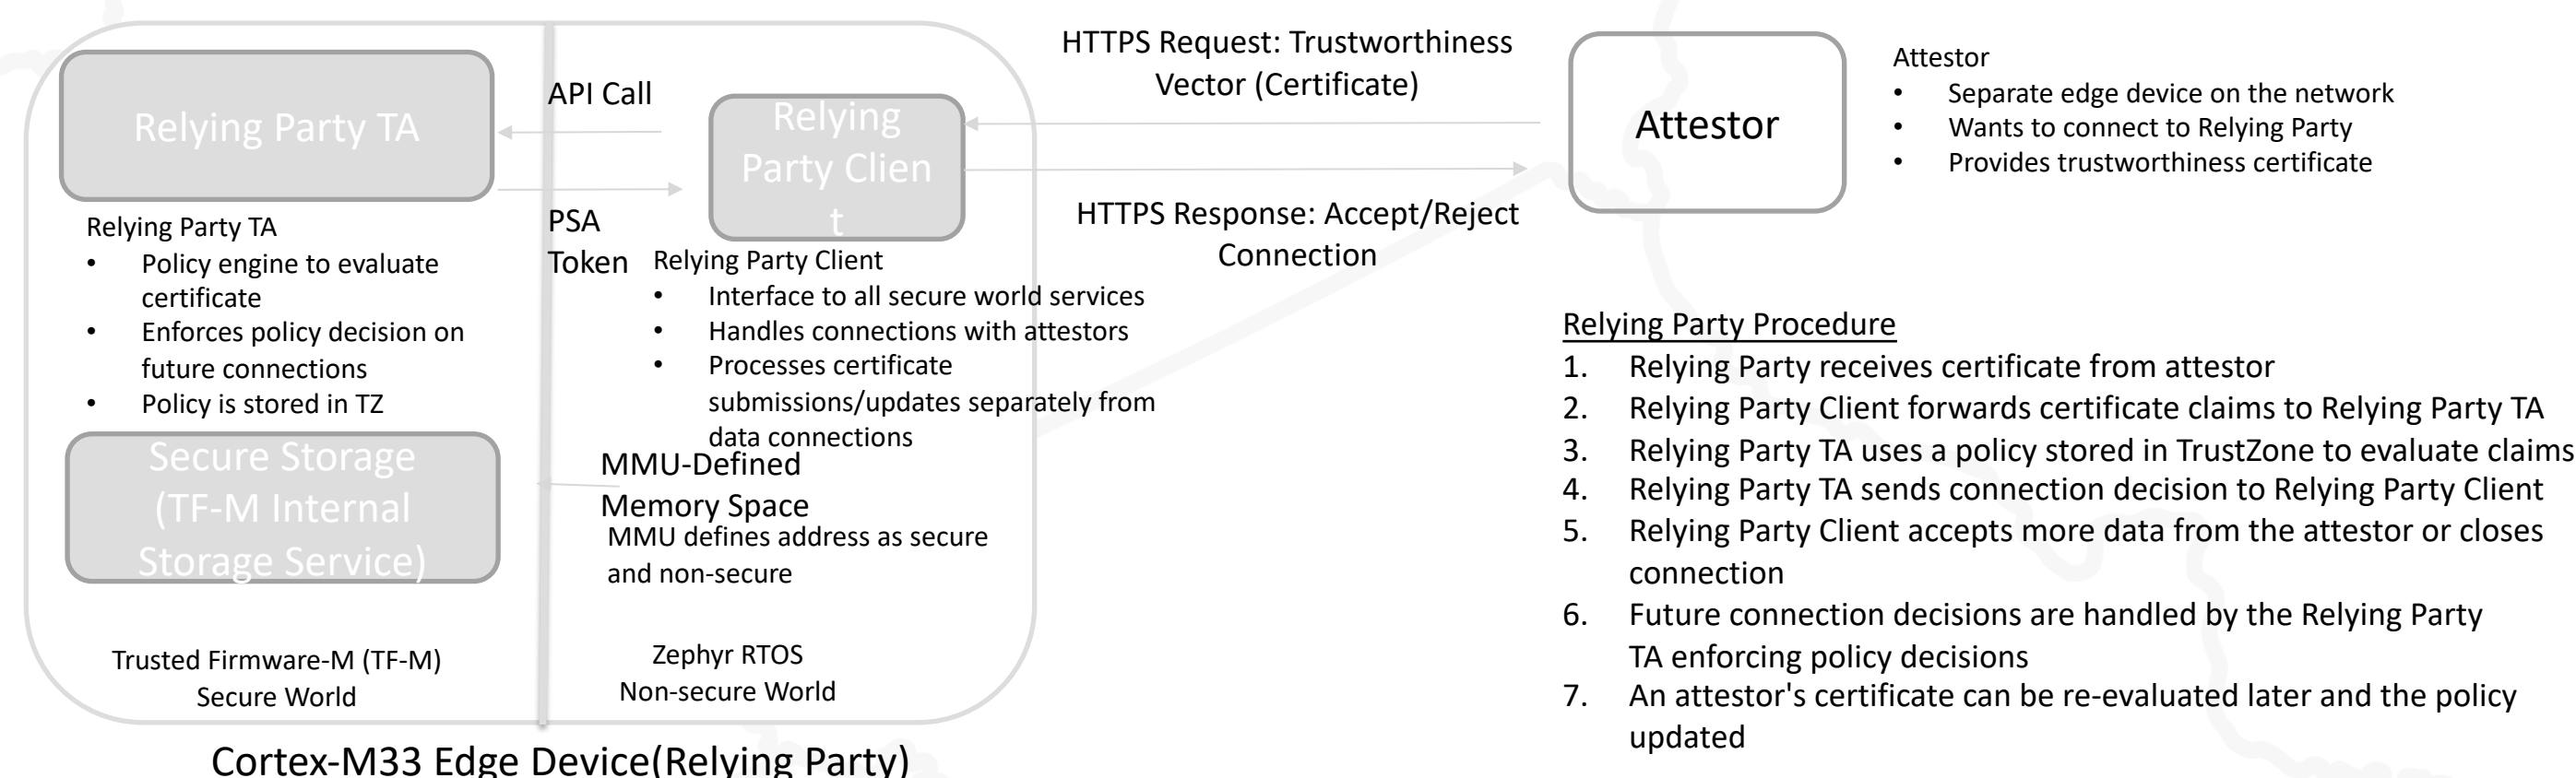 Relying Party TA
API Call
PSA
Token
Relying
Party Clien
t
HTTPS Request: Trustworthiness
Vector (Certificate)
HTTPS Response: Accept/Reject
Connection
Attestor
Attestor
• Separate edge device on the network
• Wants to connect to Relying Party
• Provides trustworthiness certificate
Relying Party TA
• Policy engine to evaluate
certificate
• Enforces policy decision on
future connections
• Policy is stored in TZ
Relying Party Client
• Interface to all secure world services
• Handles connections with attestors
• Processes certificate
submissions/updates separately from
data connections
Secure Storage
(TF-M Internal
Storage Service)
MMU-Defined
Memory Space
MMU defines address as secure
and non-secure
Trusted Firmware-M (TF-M)
Secure World
Zephyr RTOS
Non-secure World
Cortex-M33 Edge Device(Relying Party)
Relying Party Procedure
1. Relying Party receives certificate from attestor
2. Relying Party Client forwards certificate claims to Relying Party TA
3. Relying Party TA uses a policy stored in TrustZone to evaluate claims
4. Relying Party TA sends connection decision to Relying Party Client
5. Relying Party Client accepts more data from the attestor or closes
connection
6. Future connection decisions are handled by the Relying Party
TA enforcing policy decisions
7. An attestor's certificate can be re-evaluated later and the policy
updated